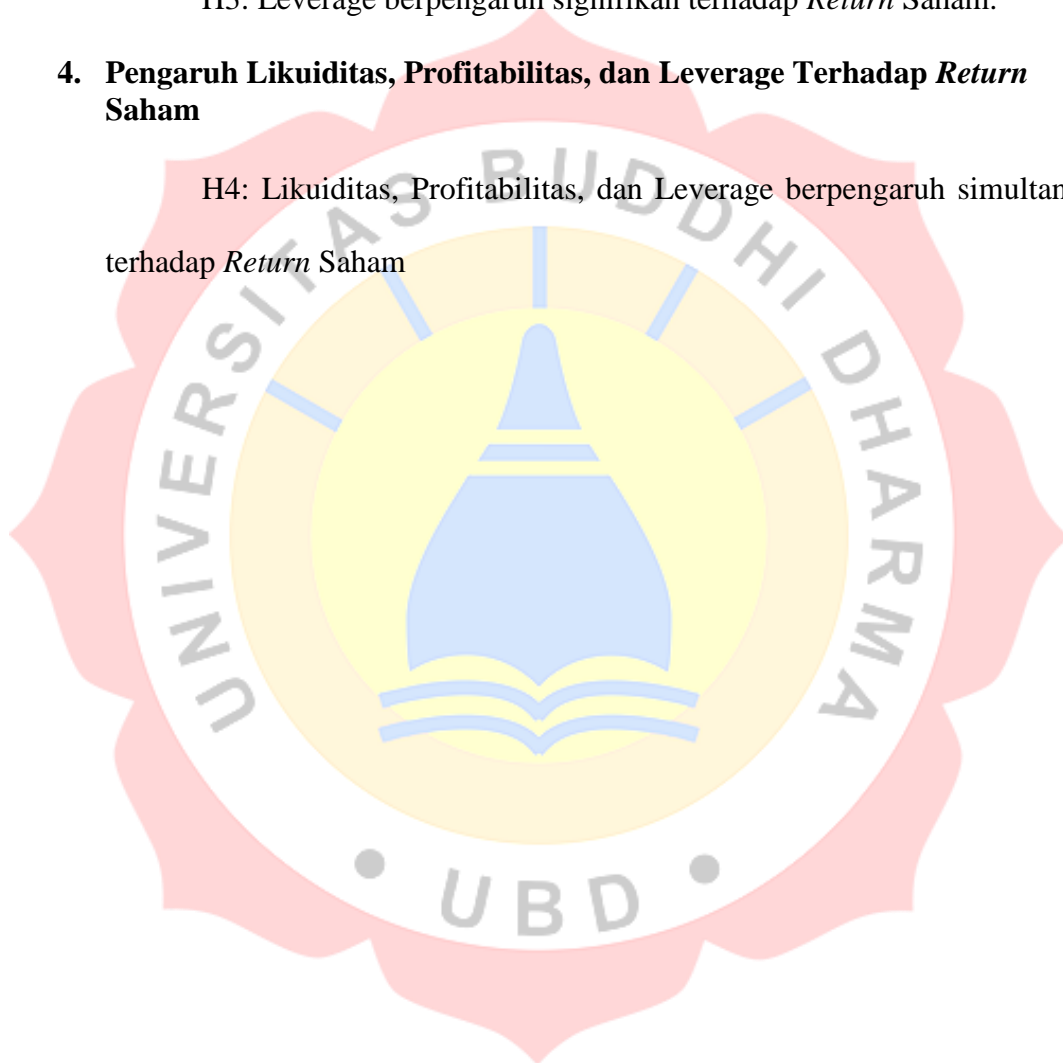 H3: Leverage berpengaruh signifikan terhadap Return Saham.
4. Pengaruh Likuiditas, Profitabilitas, dan Leverage Terhadap Return
Saham
H4: Likuiditas, Profitabilitas, dan Leverage berpengaruh simultan
terhadap Return Saham
UNIVERSITAS BUDDHI DHARMA
• UBD •